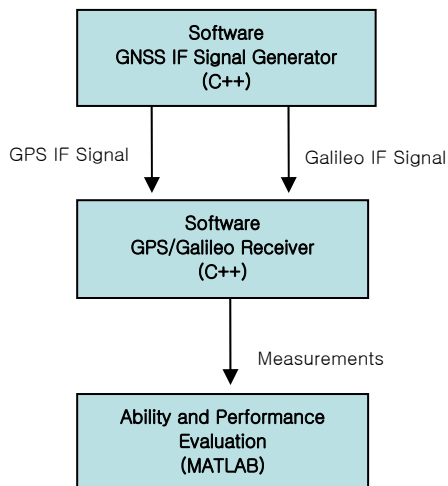 Software
GNSS IF Signal Generator
(C++)
GPS IF Signal
Galileo IF Signal
Software
GPS/Galileo Receiver
(C++)
Measurements
Ability and Performance
Evaluation
(MATLAB)